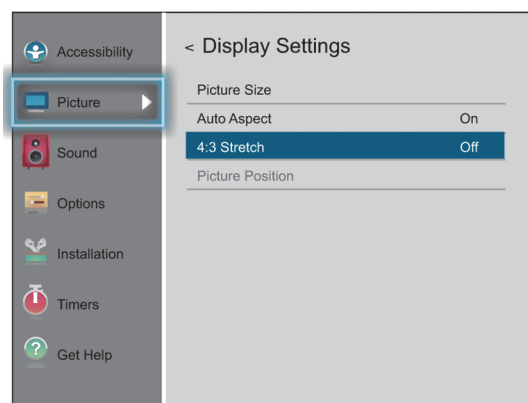 Accessibility
Picture
Sound
Options
Installation
Timers
Get Help
< Display Settings
Picture Size
Auto Aspect On
4:3 Stretch Off
Picture Position